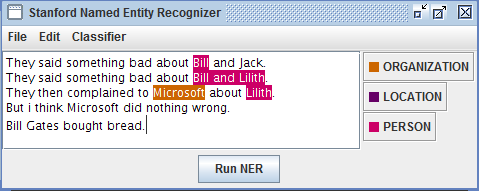 Stanford Named Entity Recognizer
File Edit Classifier
They said something bad about Bill and Jack.
They said something bad about Bill and Lilith.
They then complained to Microsoft about Lilith.
But i think Microsoft did nothing wrong.
Bill Gates bought bread.
ORGANIZATION
LOCATION
PERSON
Run NER